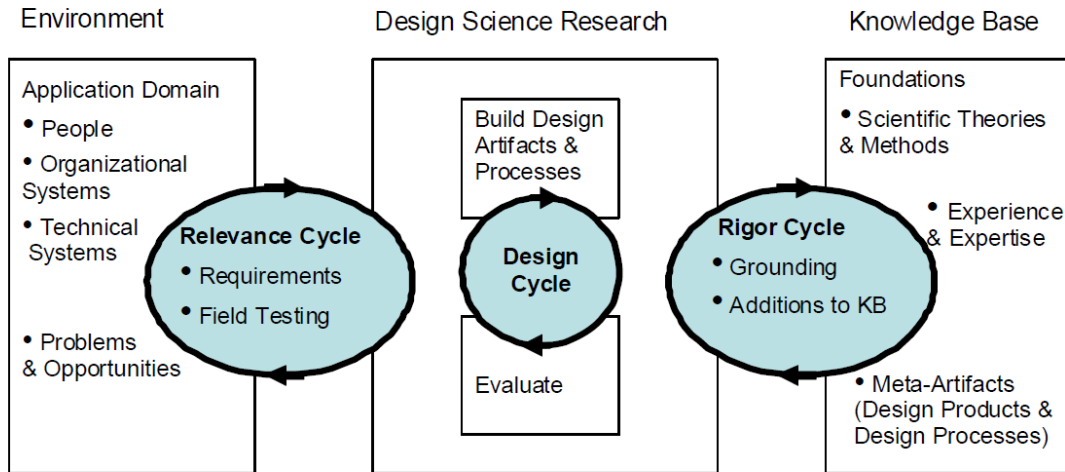 Environment
Design Science Research
Knowledge Base
Application Domain
• People
• Organizational
Systems
• Technical
Systems
• Problems
& Opportunities
Relevance Cycle
• Requirements
• Field Testing
Build Design
Artifacts &
Processes
Design
Cycle
Evaluate
Rigor Cycle
• Grounding
• Additions to KB
Foundations
• Scientific Theories
& Methods
• Experience
& Expertise
• Meta-Artifacts
(Design Products &
Design Processes)